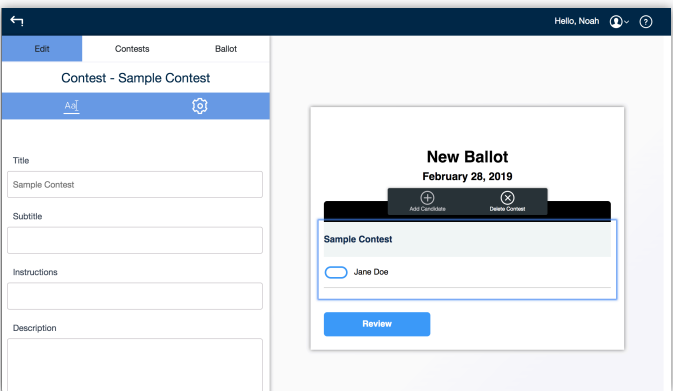 Hello, Noah
?
Edit
Contests
Ballot
Contest - Sample Contest
Aa
Title
Sample Contest
Subtitle
Instructions
Description
New Ballot
February 28, 2019
Add Candidate
Delete Contest
Sample Contest
Jane Doe
Review